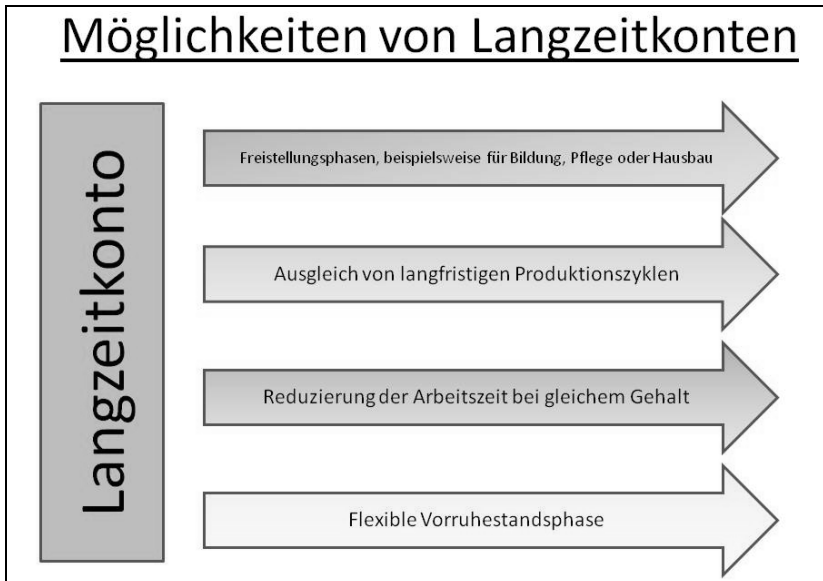 Möglichkeiten von Langzeitkonten
Langzeitkonto
Freistellungsphasen, beispielsweise für Bildung, Pflege oder Hausbau
Ausgleich von langfristigen Produktionszyklen
Reduzierung der Arbeitszeit bei gleichem Gehalt
Flexible Vorruhestandsphase